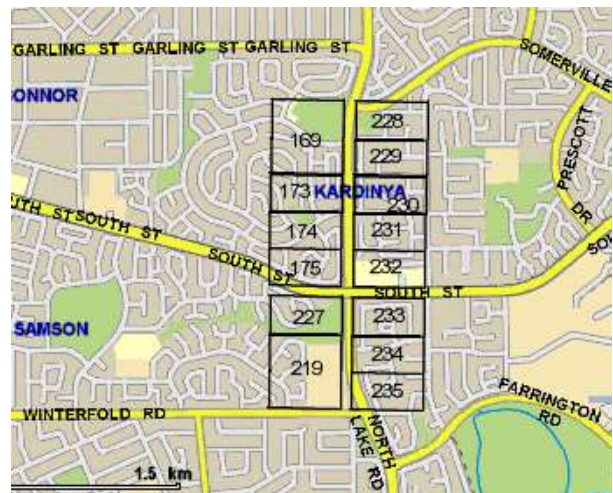 GARLING ST GARLING ST GARLING ST
SOMERVILLE
ONNOR
228
169
229
PRESCOTT
DR
173 KARDINYA
230
UTH ST SOUTH ST
174
231
SOUTH ST
175
232
SOU
SOUTH ST
227
233
SAMSON
219
234
235
FARRINGTON
RD
WINTERFOLD RD
NORTH
LAKE RD
1.5 km